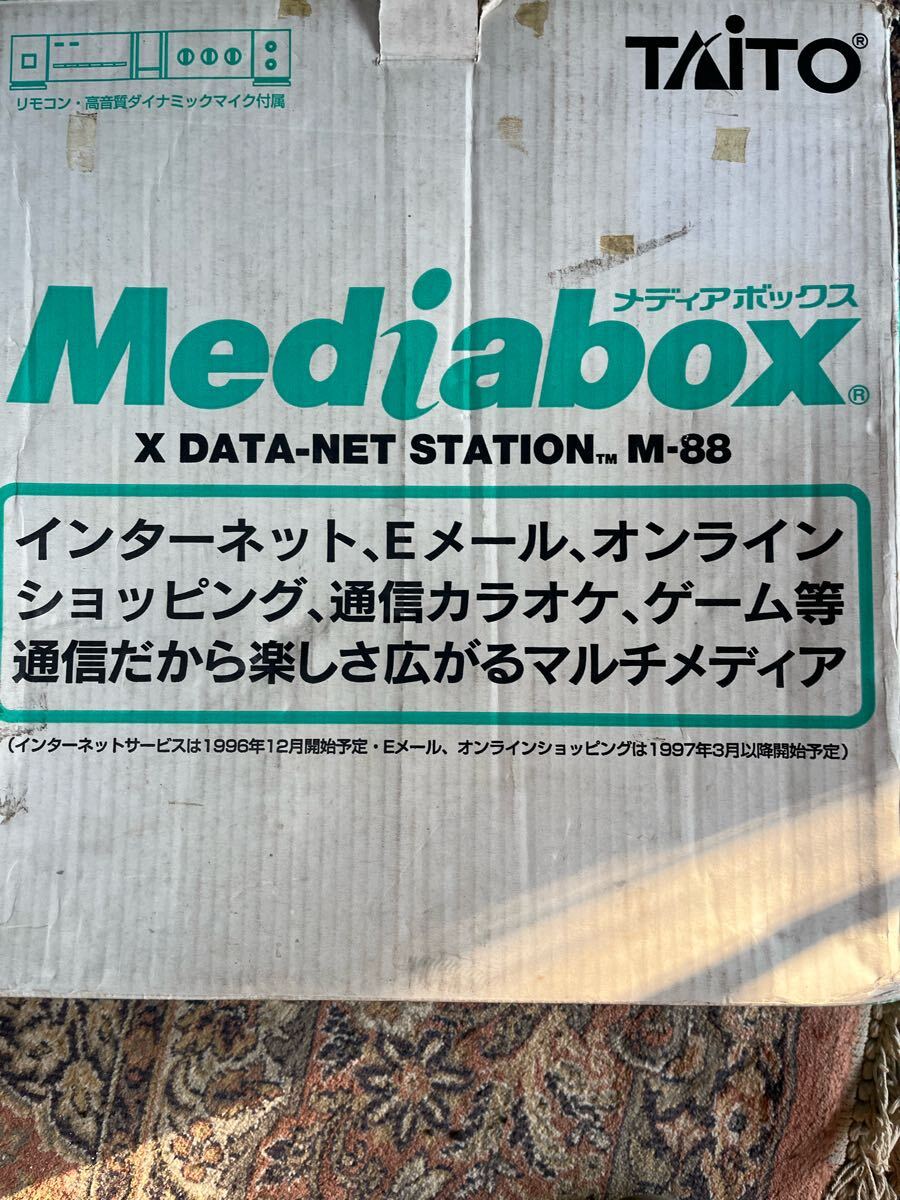 リモコン・高音質ダイナミックマイク付属
TAITO®
メディアボックス
Mediabox®
X DATA-NET STATION™ M-88
インターネット、Eメール、オンライン
ショッピング、通信カラオケ、ゲーム等
通信だから楽しさ広がるマルチメディア
（インターネットサービスは1996年12月開始予定・Eメール、オンラインショッピングは1997年3月以降開始予定）